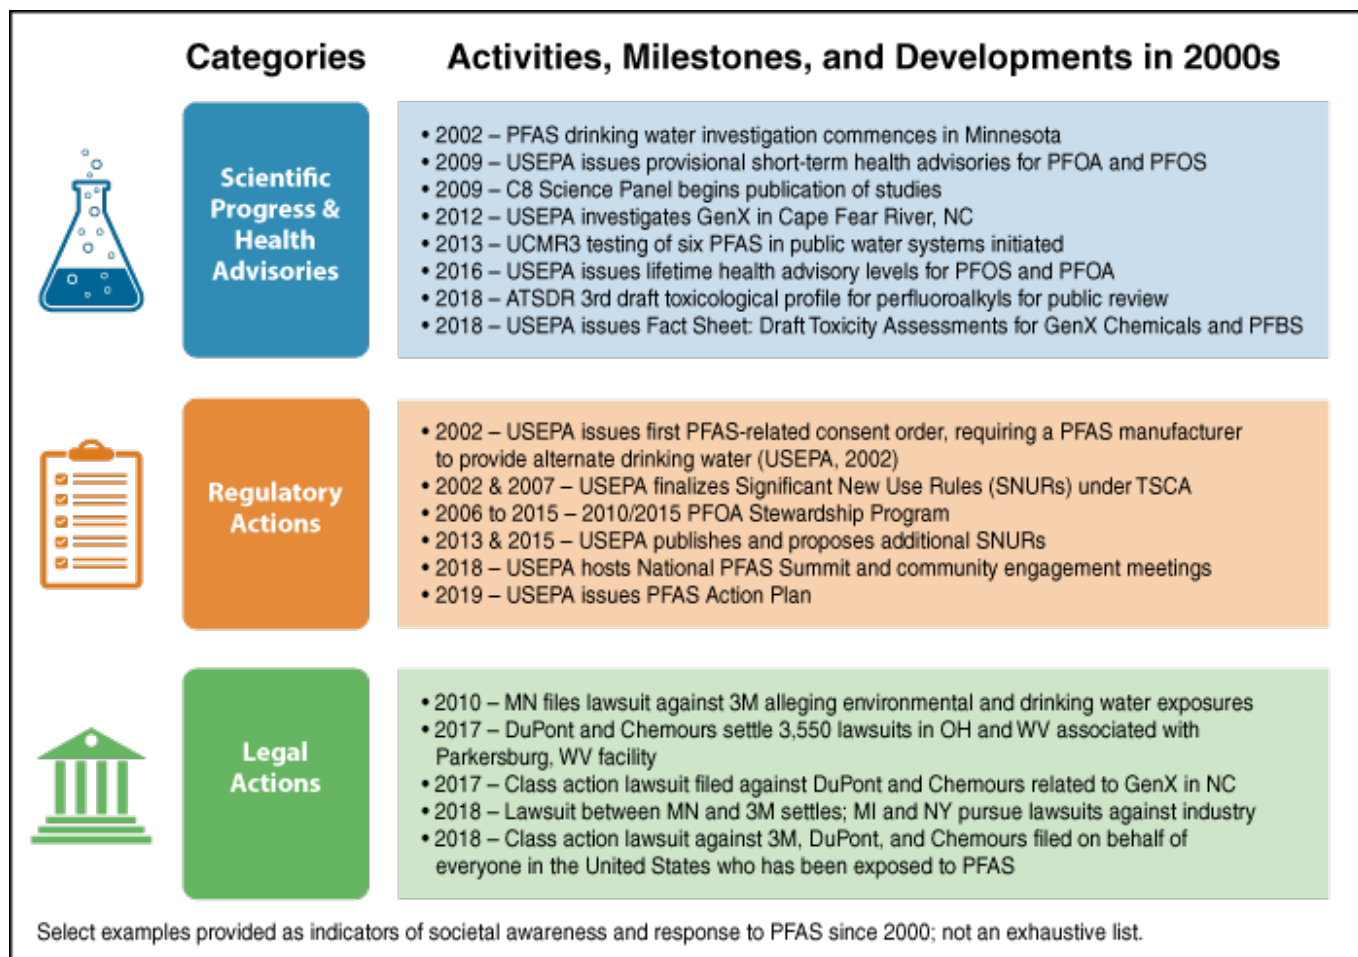 Categories
Activities, Milestones, and Developments in 2000s
Scientific
Progress &
Health
Advisories
• 2002 – PFAS drinking water investigation commences in Minnesota
• 2009 – USEPA issues provisional short-term health advisories for PFOA and PFOS
• 2009 – C8 Science Panel begins publication of studies
• 2012 – USEPA investigates GenX in Cape Fear River, NC
• 2013 – UCMR3 testing of six PFAS in public water systems initiated
• 2016 – USEPA issues lifetime health advisory levels for PFOS and PFOA
• 2018 – ATSDR 3rd draft toxicological profile for perfluoroalkyls for public review
• 2018 – USEPA issues Fact Sheet: Draft Toxicity Assessments for GenX Chemicals and PFBS
Regulatory
Actions
• 2002 – USEPA issues first PFAS-related consent order, requiring a PFAS manufacturer
to provide alternate drinking water (USEPA, 2002)
• 2002 & 2007 – USEPA finalizes Significant New Use Rules (SNURs) under TSCA
• 2006 to 2015 – 2010/2015 PFOA Stewardship Program
• 2013 & 2015 – USEPA publishes and proposes additional SNURs
• 2018 – USEPA hosts National PFAS Summit and community engagement meetings
• 2019 – USEPA issues PFAS Action Plan
Legal
Actions
• 2010 – MN files lawsuit against 3M alleging environmental and drinking water exposures
• 2017 – DuPont and Chemours settle 3,550 lawsuits in OH and WV associated with
Parkersburg, WV facility
• 2017 – Class action lawsuit filed against DuPont and Chemours related to GenX in NC
• 2018 – Lawsuit between MN and 3M settles; MI and NY pursue lawsuits against industry
• 2018 – Class action lawsuit against 3M, DuPont, and Chemours filed on behalf of
everyone in the United States who has been exposed to PFAS
Select examples provided as indicators of societal awareness and response to PFAS since 2000; not an exhaustive list.